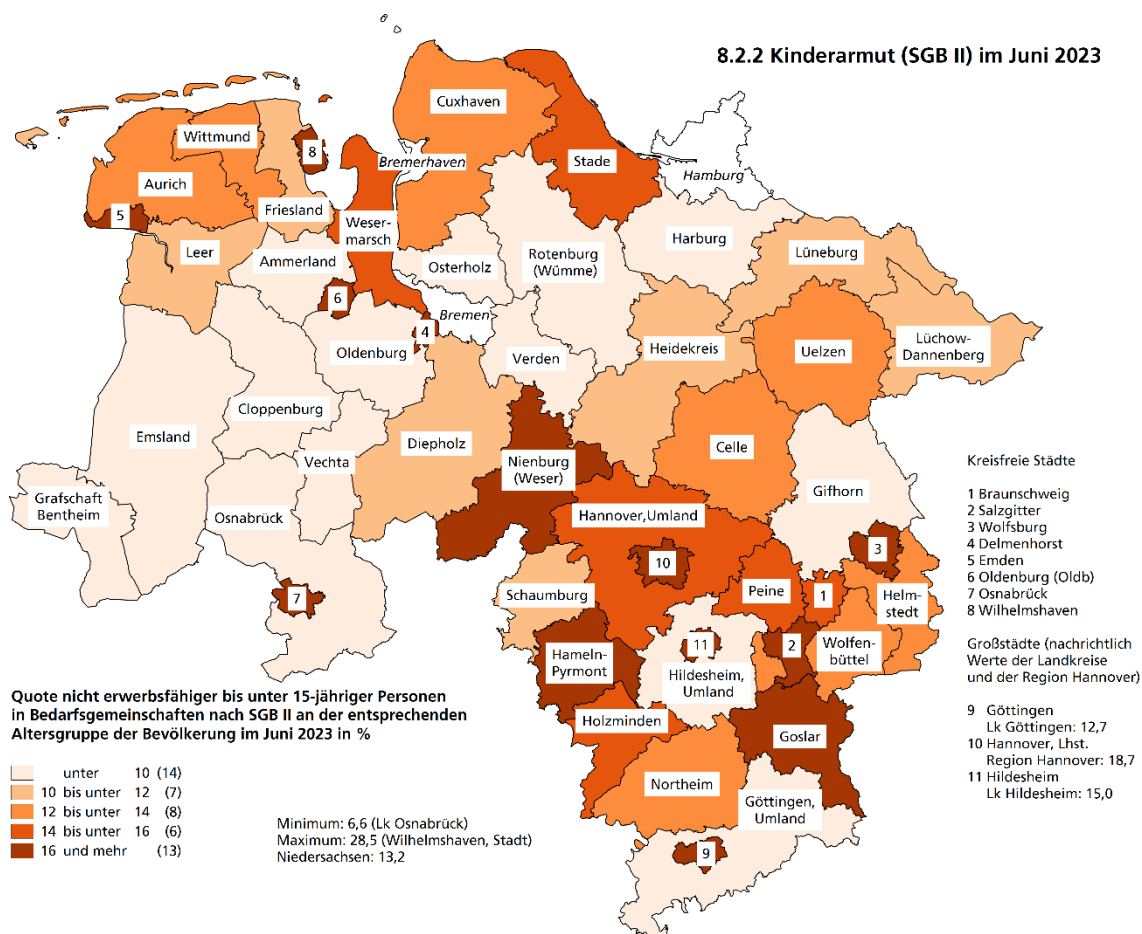 8.2.2 Kinderarmut (SGB II) im Juni 2023
Cuxhaven
Wittmund
8
Bremerhaven
Stade
Hamburg
Aurich
5
Friesland
Weser-
marsch
Leer
Ammerland
Osterholz
Rotenburg
(Wümme)
Harburg
Lüneburg
6
4
Bremen
Oldenburg
Verden
Heidekreis
Uelzen
Lüchow-
Dannenberg
Cloppenburg
Emsland
Diepholz
Celle
Vechta
Nienburg
(Weser)
Gifhorn
Grafschaft
Bentheim
Osnabrück
Hannover,Umland
10
3
7
Schaumburg
Peine
1
Helm-
stedt
11
2
Wolfen-
büttel
Hameln-
Pyrmont
Hildesheim,
Umland
Holzminden
Goslar
Northeim
Göttingen,
Umland
9
Kreisfreie Städte
1 Braunschweig
2 Salzgitter
3 Wolfsburg
4 Delmenhorst
5 Emden
6 Oldenburg (Oldb)
7 Osnabrück
8 Wilhelmshaven
Großstädte (nachrichtlich
Werte der Landkreise
und der Region Hannover)
9 Göttingen
Lk Göttingen: 12,7
10 Hannover, Lhst.
Region Hannover: 18,7
11 Hildesheim
Lk Hildesheim: 15,0
Quote nicht erwerbsfähiger bis unter 15-jähriger Personen
in Bedarfsgemeinschaften nach SGB II an der entsprechenden
Altersgruppe der Bevölkerung im Juni 2023 in %
unter 10 (14)
10 bis unter 12 (7)
12 bis unter 14 (8)
14 bis unter 16 (6)
16 und mehr (13)
Minimum: 6,6 (Lk Osnabrück)
Maximum: 28,5 (Wilhelmshaven, Stadt)
Niedersachsen: 13,2